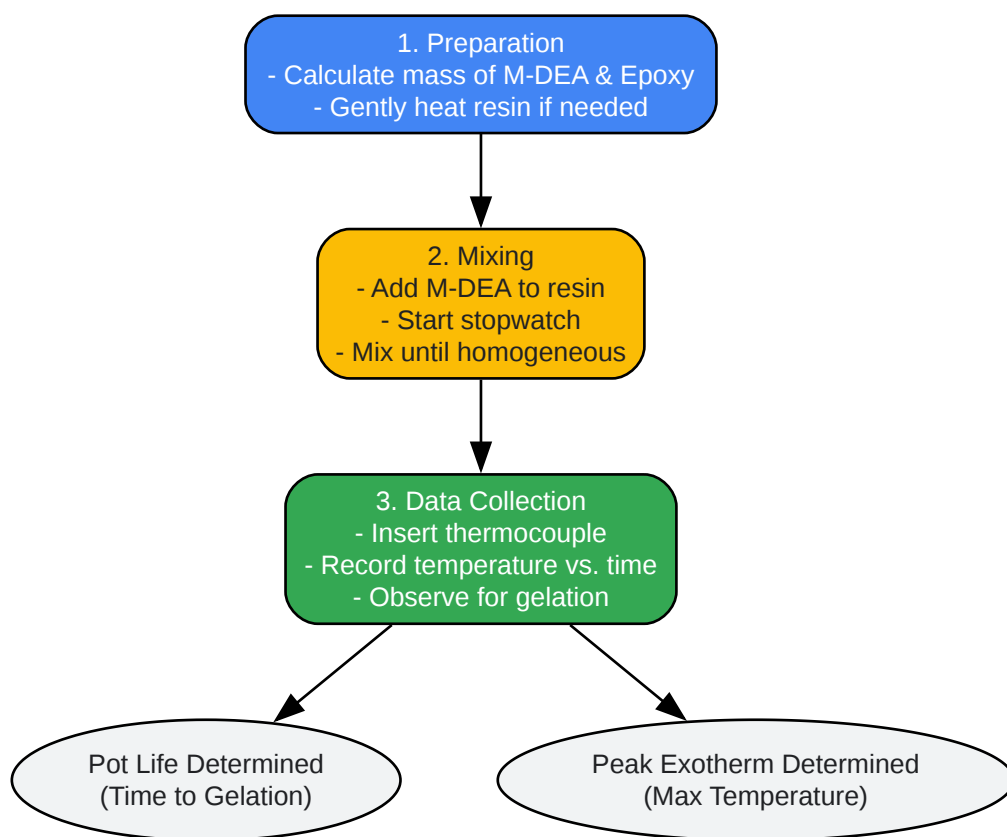 1. Preparation
- Calculate mass of M-DEA & Epoxy
- Gently heat resin if needed
2. Mixing
- Add M-DEA to resin
- Start stopwatch
- Mix until homogeneous
3. Data Collection
- Insert thermocouple
- Record temperature vs. time
- Observe for gelation
Pot Life Determined
(Time to Gelation)
Peak Exotherm Determined
(Max Temperature)